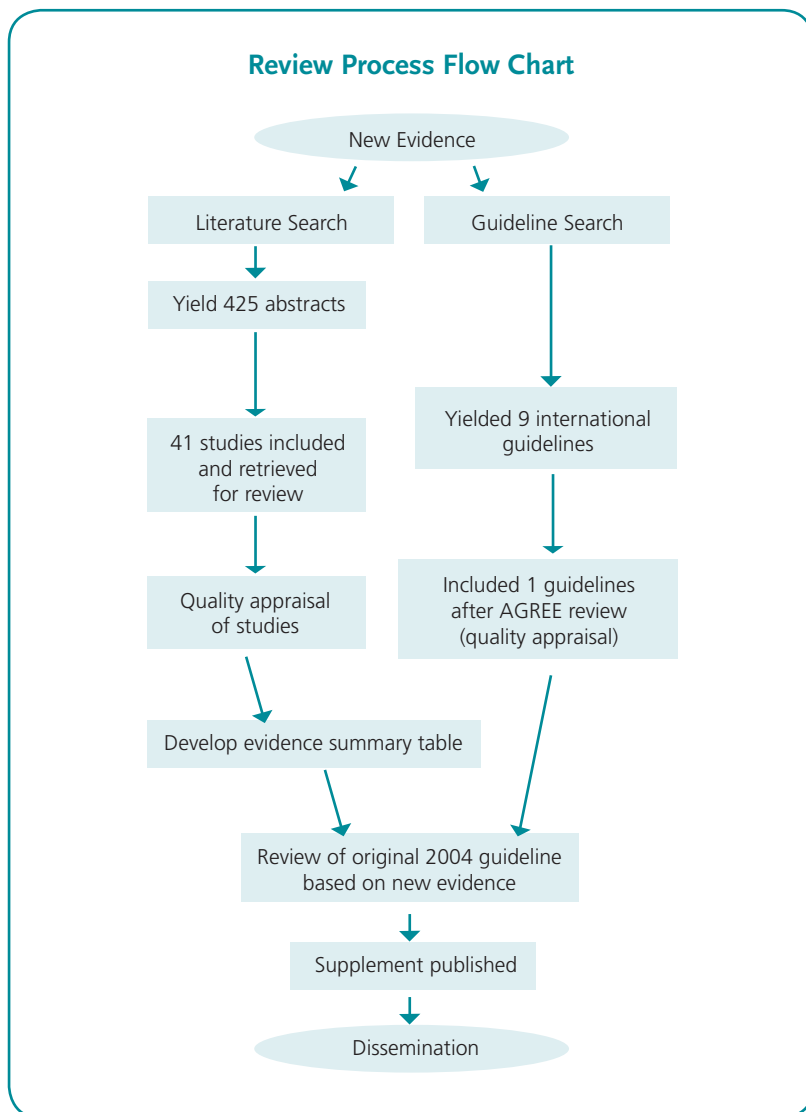 Review Process Flow Chart
New Evidence
Literature Search
Guideline Search
Yield 425 abstracts
41 studies included
and retrieved
for review
Yielded 9 international
guidelines
Quality appraisal
of studies
Included 1 guidelines
after AGREE review
(quality appraisal)
Develop evidence summary table
Review of original 2004 guideline
based on new evidence
Supplement published
Dissemination